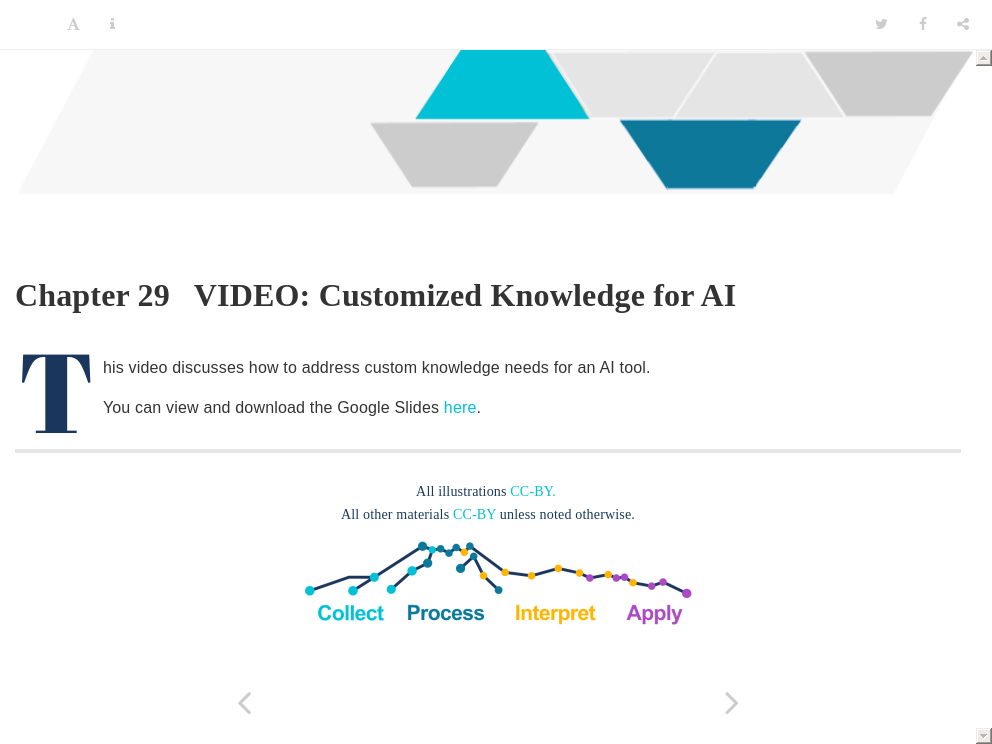 Chapter 29 VIDEO: Customized Knowledge for AI
This video discusses how to address custom knowledge needs for an AI tool.
You can view and download the Google Slides here.
All illustrations CC-BY.
All other materials CC-BY unless noted otherwise.
Collect Process Interpret Apply